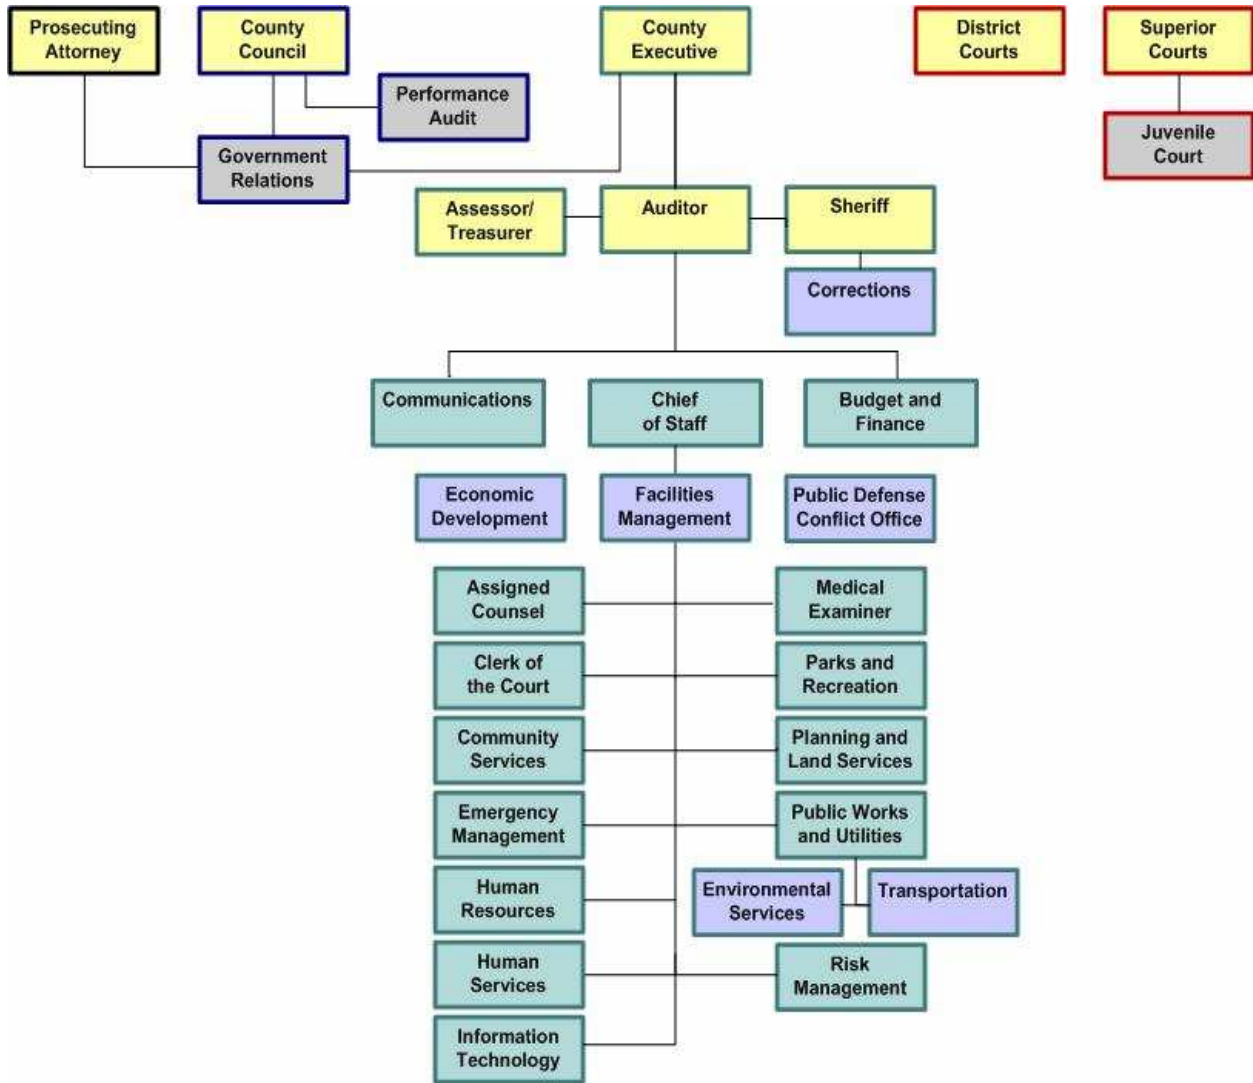 Prosecuting
Attorney
County
Council
County
Executive
District
Courts
Superior
Courts
Performance
Audit
Juvenile
Court
Government
Relations
Assessor/
Treasurer
Auditor
Sheriff
Corrections
Communications
Chief
of Staff
Budget and
Finance
Economic
Development
Facilities
Management
Public Defense
Conflict Office
Assigned
Counsel
Medical
Examiner
Clerk of
the Court
Parks and
Recreation
Community
Services
Planning and
Land Services
Emergency
Management
Public Works
and Utilities
Human
Resources
Environmental
Services
Transportation
Human
Services
Risk
Management
Information
Technology